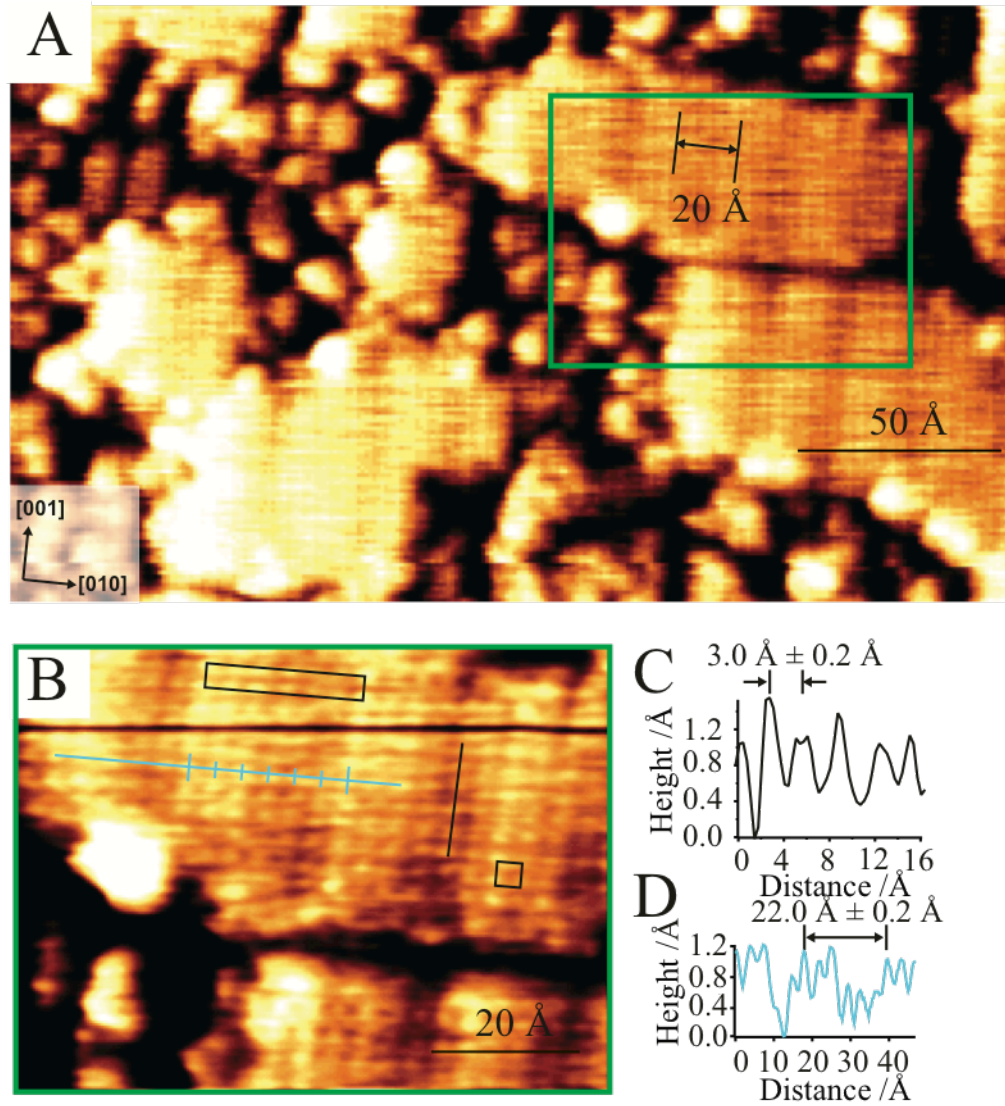 A
20 Å
50 Å
[001]
[010]
B
20 Å
C
3.0 Å ± 0.2 Å
Height /Å
1.2
0.8
0.4
0.0
0 4 8 12 16
Distance /Å
D
22.0 Å ± 0.2 Å
Height /Å
1.2
0.8
0.4
0.0
0 10 20 30 40
Distance /Å